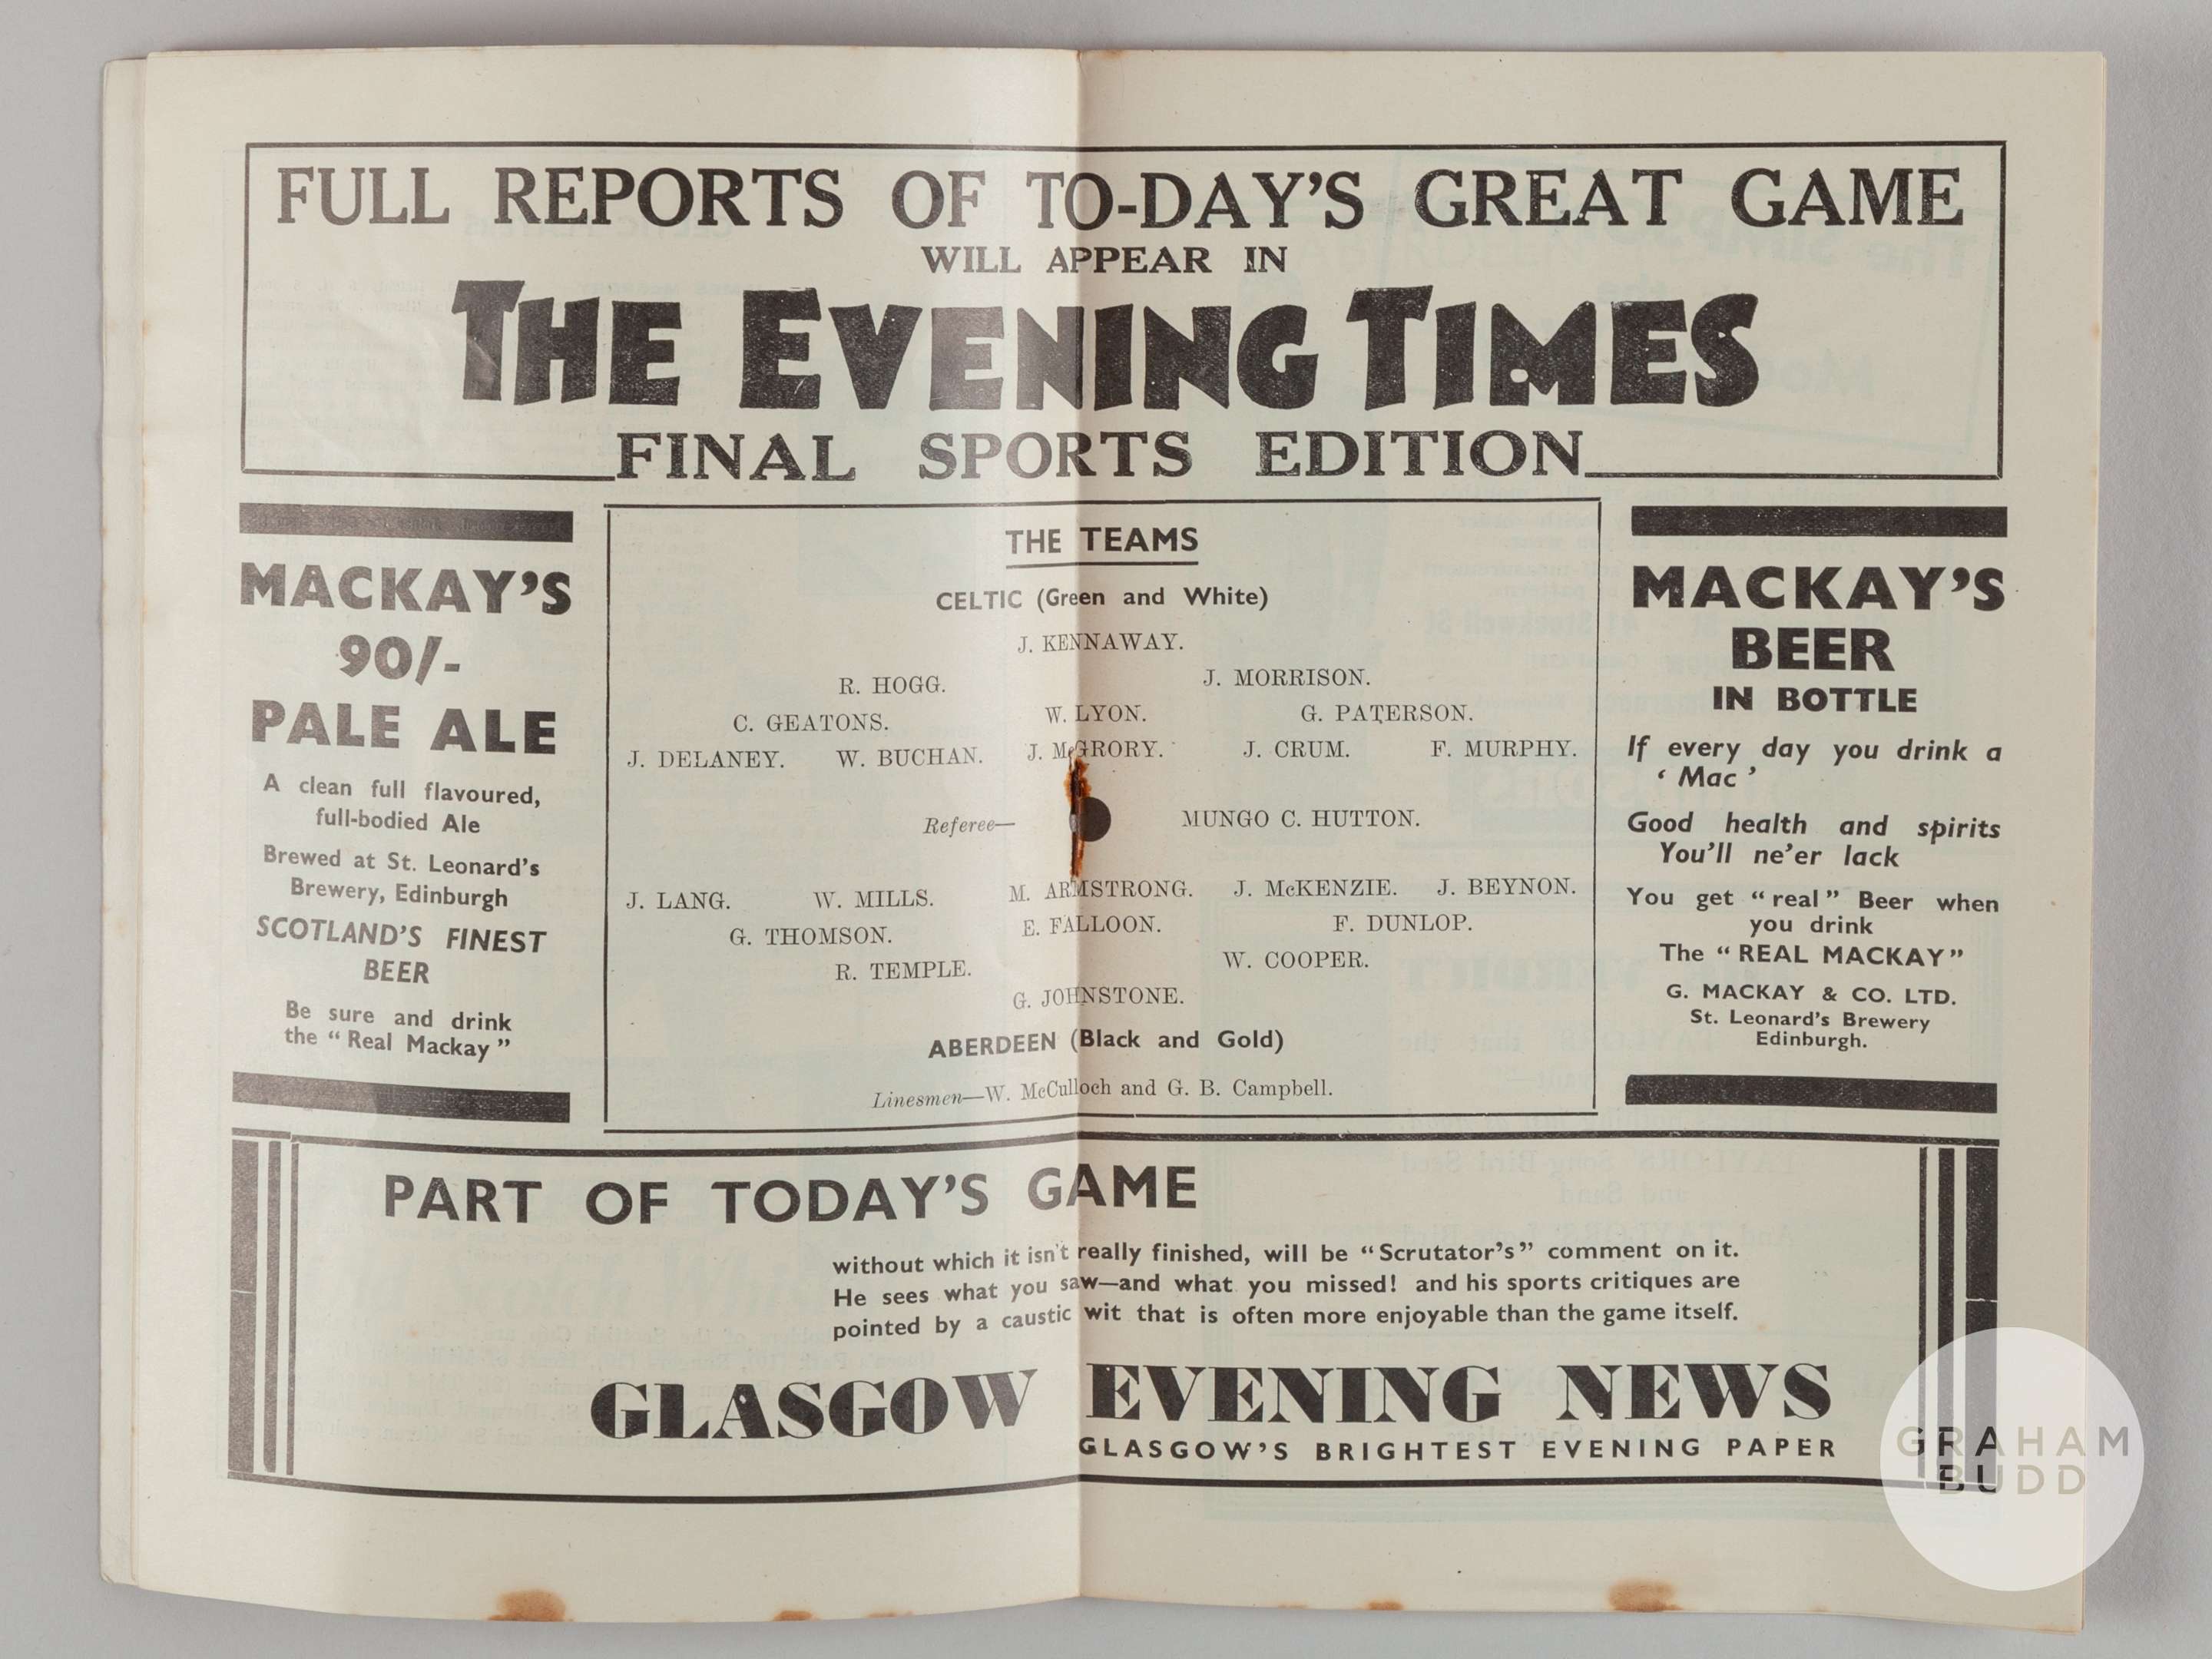 FULL REPORTS OF TO-DAY'S GREAT GAME
WILL APPEAR IN
THE EVENING TIMES
FINAL SPORTS EDITION
MACKAY'S
90/-
PALE ALE
A clean full flavoured,
full-bodied Ale
Brewed at St. Leonard's
Brewery, Edinburgh
SCOTLAND'S FINEST
BEER
Be sure and drink
the "Real Mackay"
THE TEAMS
CELTIC (Green and White)
J. KENNAWAY.
R. HOGG. J. MORRISON.
C. GEATONS. W. LYON. G. PATERSON.
J. DELANEY. W. BUCHAN. J. McGRORY. J. CRUM. F. MURPHY.
Referee— MUNGO C. HUTTON.
J. LANG. W. MILLS. M. ARMSTRONG. J. McKENZIE. J. BEYNON.
G. THOMSON. E. FALLOON. F. DUNLOP.
R. TEMPLE. W. COOPER.
G. JOHNSTONE.
ABERDEEN (Black and Gold)
Linesmen—W. McCulloch and G. B. Campbell.
MACKAY'S
BEER
IN BOTTLE
If every day you drink a
'Mac'
Good health and spirits
You'll ne'er lack
You get "real" Beer when
you drink
The "REAL MACKAY"
G. MACKAY & CO. LTD.
St. Leonard's Brewery
Edinburgh.
PART OF TODAY'S GAME
without which it isn't really finished, will be "Scrutator's" comment on it.
He sees what you saw—and what you missed! and his sports critiques are
pointed by a caustic wit that is often more enjoyable than the game itself.
GLASGOW EVENING NEWS
GLASGOW'S BRIGHTEST EVENING PAPER
GRAHAM
BUDD